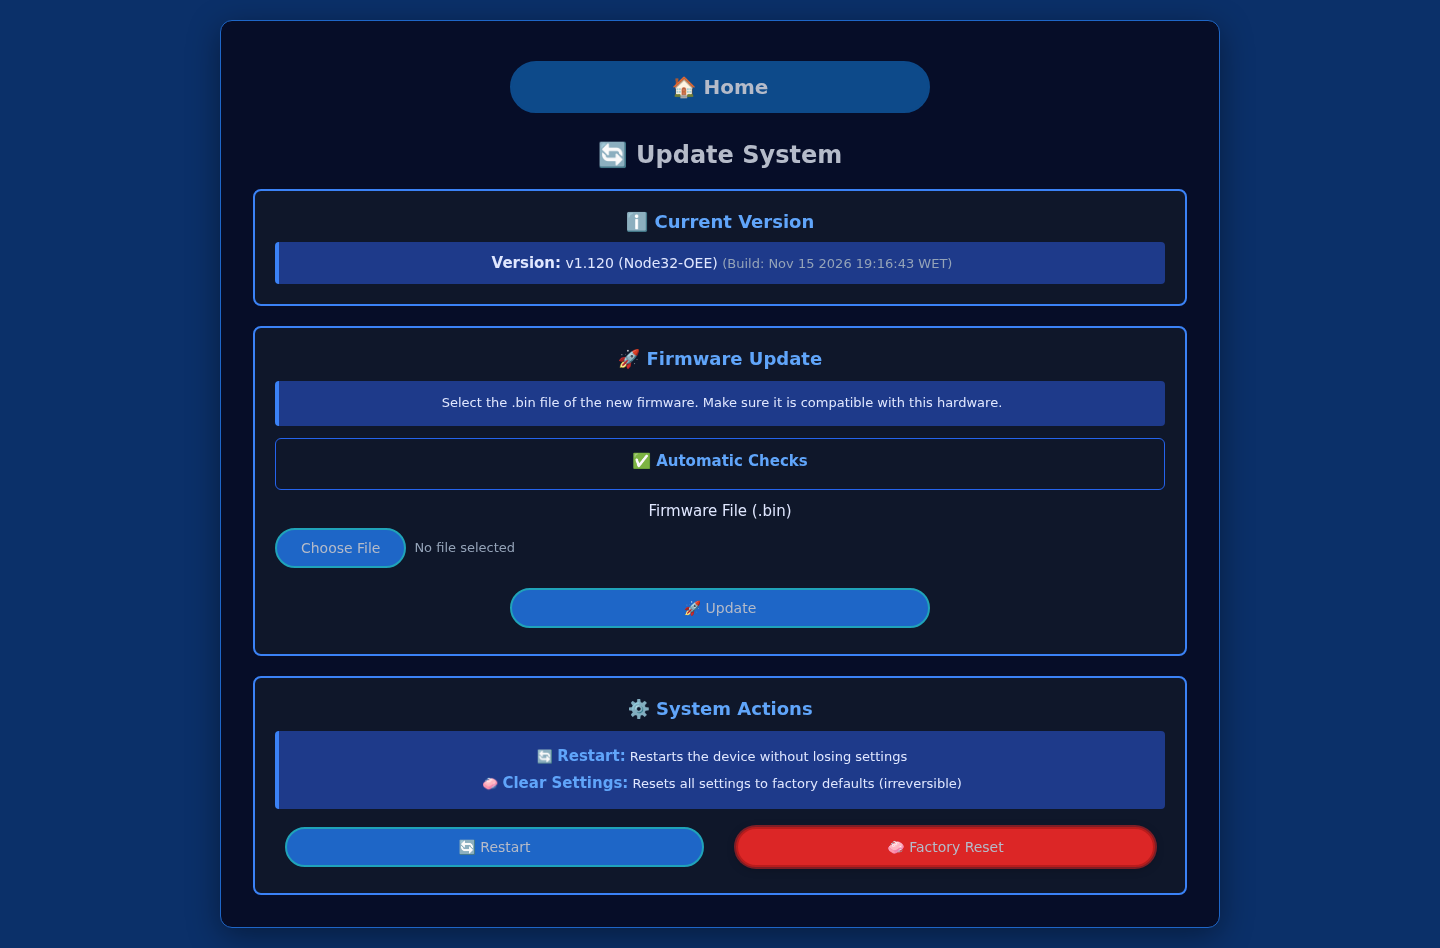 🏠 Home
🔄 Update System
ℹ️ Current Version
Version: v1.120 (Node32-OEE) (Build: Nov 15 2026 19:16:43 WET)
🚀 Firmware Update
Select the .bin file of the new firmware. Make sure it is compatible with this hardware.
✅ Automatic Checks
Firmware File (.bin)
Choose File No file selected
🚀 Update
⚙️ System Actions
🔄 Restart: Restarts the device without losing settings
🧼 Clear Settings: Resets all settings to factory defaults (irreversible)
🔄 Restart
🧼 Factory Reset